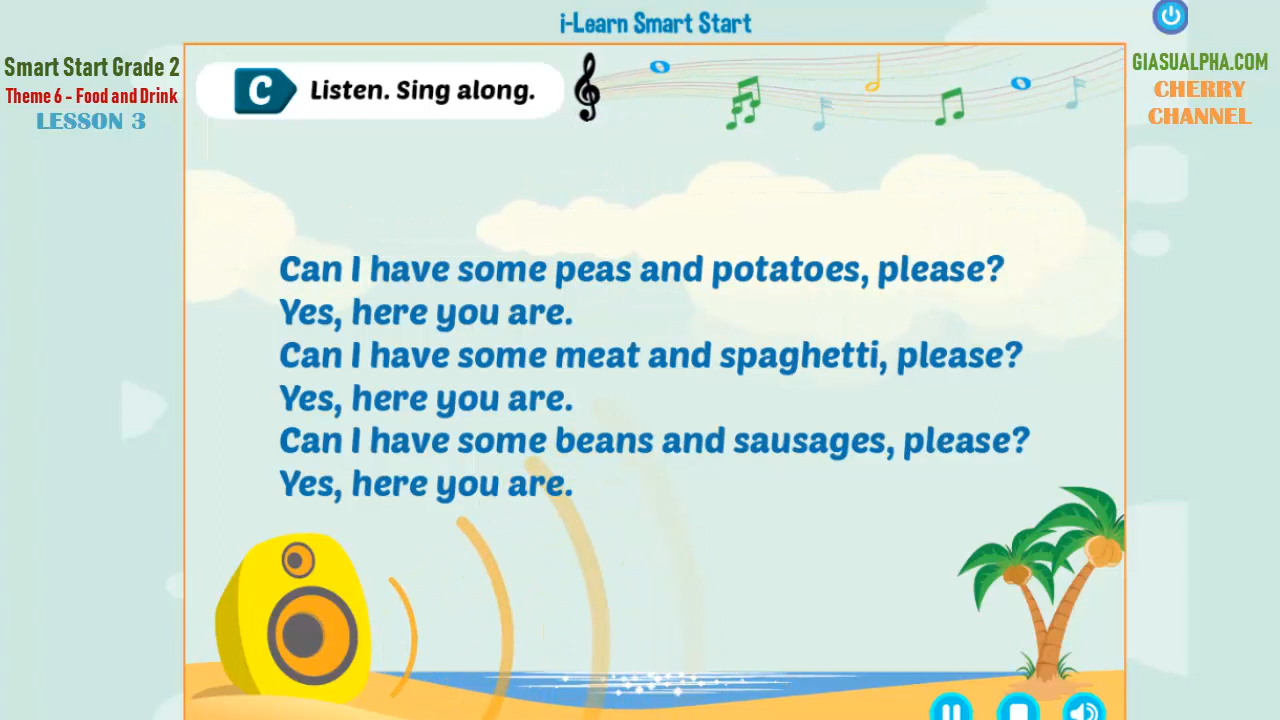 i-Learn Smart Start
Smart Start Grade 2
Theme 6 - Food and Drink
LESSON 3
GIASUALPHA.COM
CHERRY
CHANNEL
C Listen. Sing along.
Can I have some peas and potatoes, please?
Yes, here you are.
Can I have some meat and spaghetti, please?
Yes, here you are.
Can I have some beans and sausages, please?
Yes, here you are.